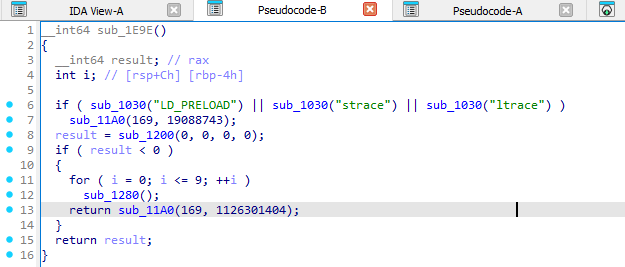 IDA View-A Pseudocode-B Pseudocode-A
1 __int64 sub_1E9E()
2 {
3 __int64 result; // rax
4 int i; // [rsp+Ch] [rbp-4h]
5
6 if ( sub_1030("LD_PRELOAD") || sub_1030("strace") || sub_1030("ltrace") )
7 sub_11A0(169, 19088743);
8 result = sub_1200(0, 0, 0, 0);
9 if ( result < 0 )
10 {
11 for ( i = 0; i <= 9; ++i )
12 sub_1280();
13 return sub_11A0(169, 1126301404);
14 }
15 return result;
16 }